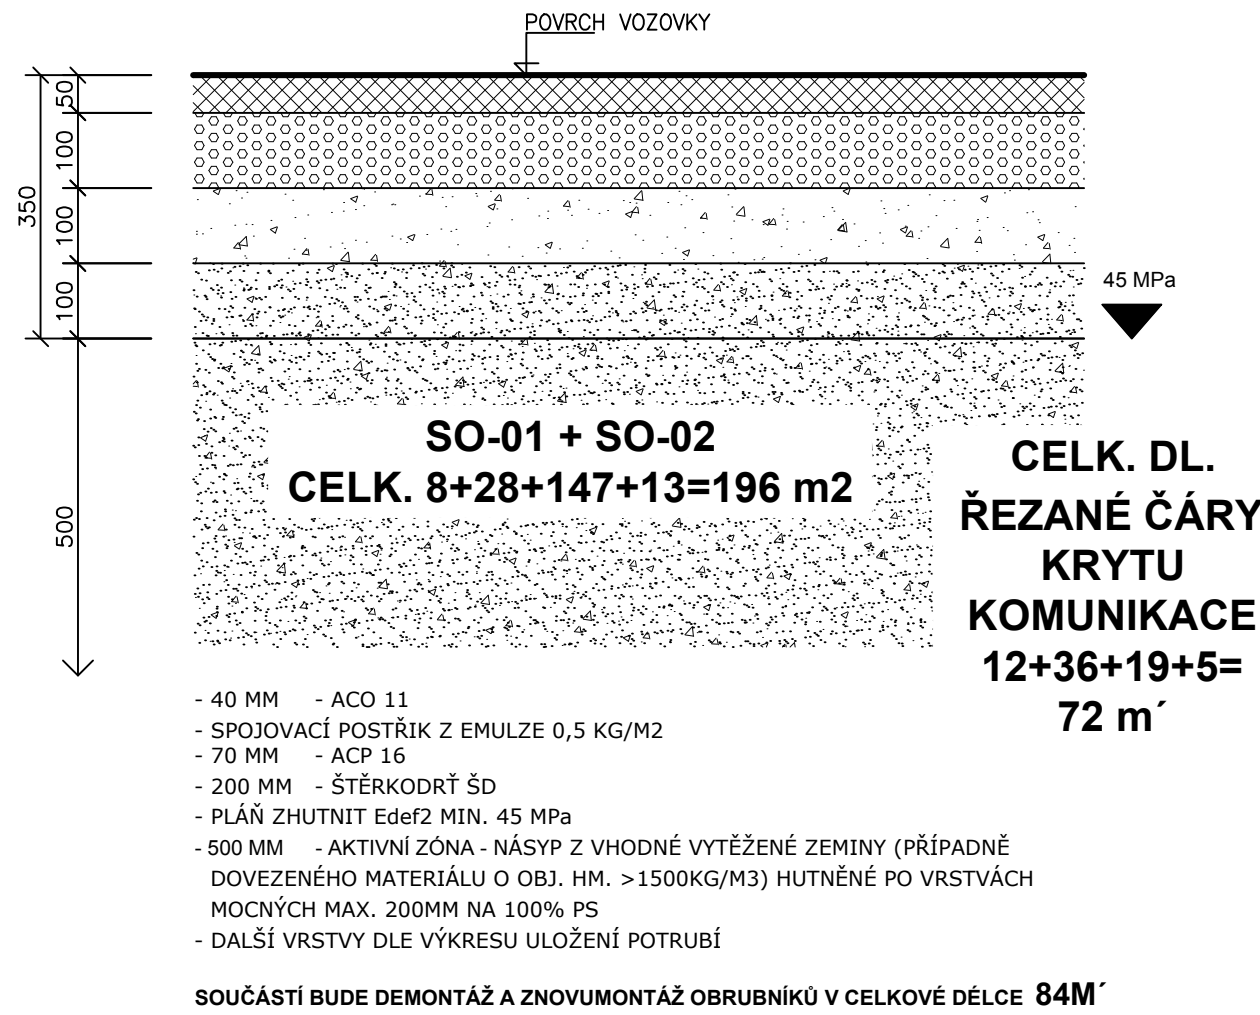 POVRCH VOZOVKY
50
100
350
100
100
45 MPa
500
SO-01 + SO-02
CELK. 8+28+147+13=196 m2
CELK. DL.
ŘEZANÉ ČÁRY
KRYTU
KOMUNIKACE
12+36+19+5=
72 m´
- 40 MM - ACO 11
- SPOJOVACÍ POSTŘIK Z EMULZE 0,5 KG/M2
- 70 MM - ACP 16
- 200 MM - ŠTĚRKODRŤ ŠD
- PLÁŇ ZHUTNIT Edef2 MIN. 45 MPa
- 500 MM - AKTIVNÍ ZÓNA - NÁSYP Z VHODNÉ VYTĚŽENÉ ZEMINY (PŘÍPADNĚ
DOVEZENÉHO MATERIÁLU O OBJ. HM. >1500KG/M3) HUTNĚNÉ PO VRSTVÁCH
MOCNÝCH MAX. 200MM NA 100% PS
- DALŠÍ VRSTVY DLE VÝKRESU ULOŽENÍ POTRUBÍ
SOUČÁSTÍ BUDE DEMONTÁŽ A ZNOVUMONTÁŽ OBRUBNÍKŮ V CELKOVÉ DÉLCE 84M´